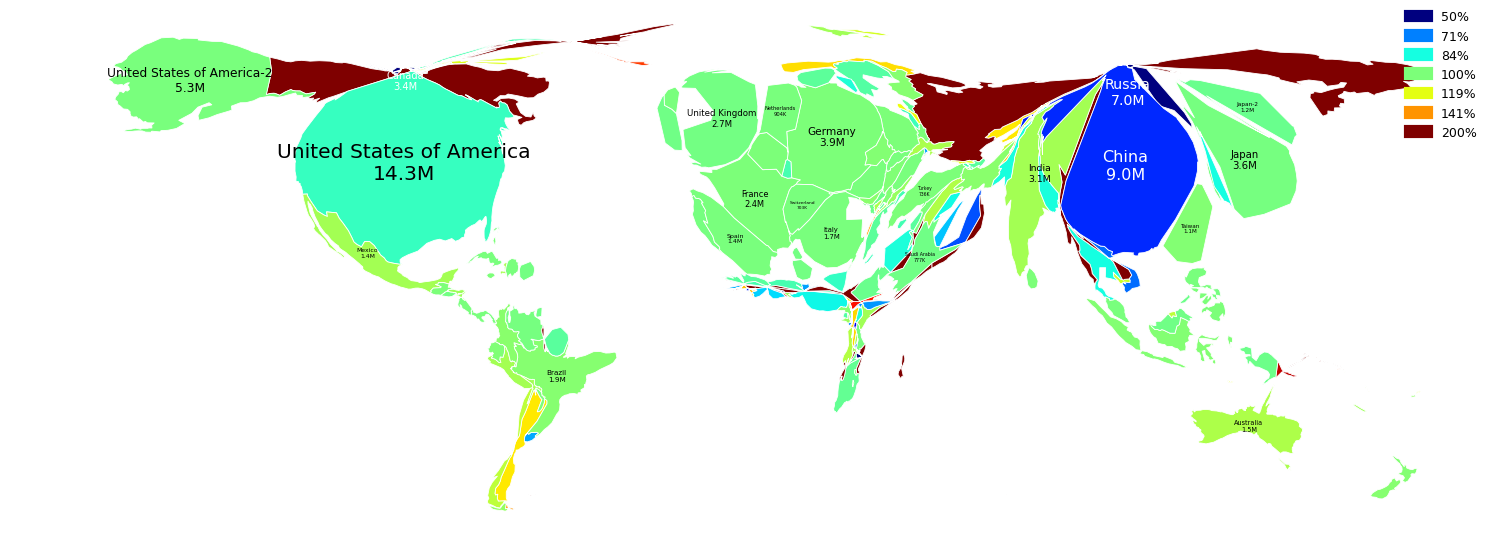 50%
71%
84%
100%
119%
141%
200%
United States of America-2
5.3M
Canada
3.4M
United States of America
14.3M
Mexico
1.4M
Brazil
1.9M
United Kingdom
2.7M
Netherlands
904K
Germany
3.9M
France
2.4M
Switzerland
703K
Spain
1.4M
Italy
1.7M
Turkey
736K
Saudi Arabia
777K
India
3.1M
Russia
7.0M
China
9.0M
Japan-2
1.2M
Japan
3.6M
Taiwan
1.1M
Australia
1.5M